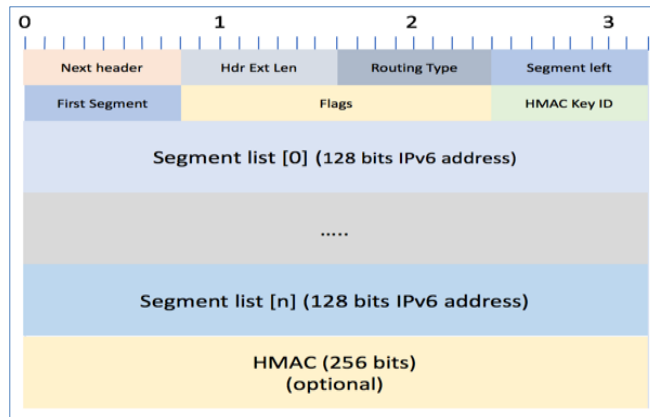 0 1 2 3
Next header Hdr Ext Len Routing Type Segment left
First Segment Flags HMAC Key ID
Segment list [0] (128 bits IPv6 address)
.....
Segment list [n] (128 bits IPv6 address)
HMAC (256 bits)
(optional)